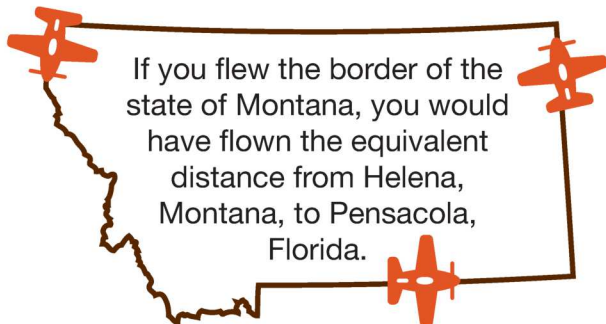 If you flew the border of the
state of Montana, you would
have flown the equivalent
distance from Helena,
Montana, to Pensacola,
Florida.